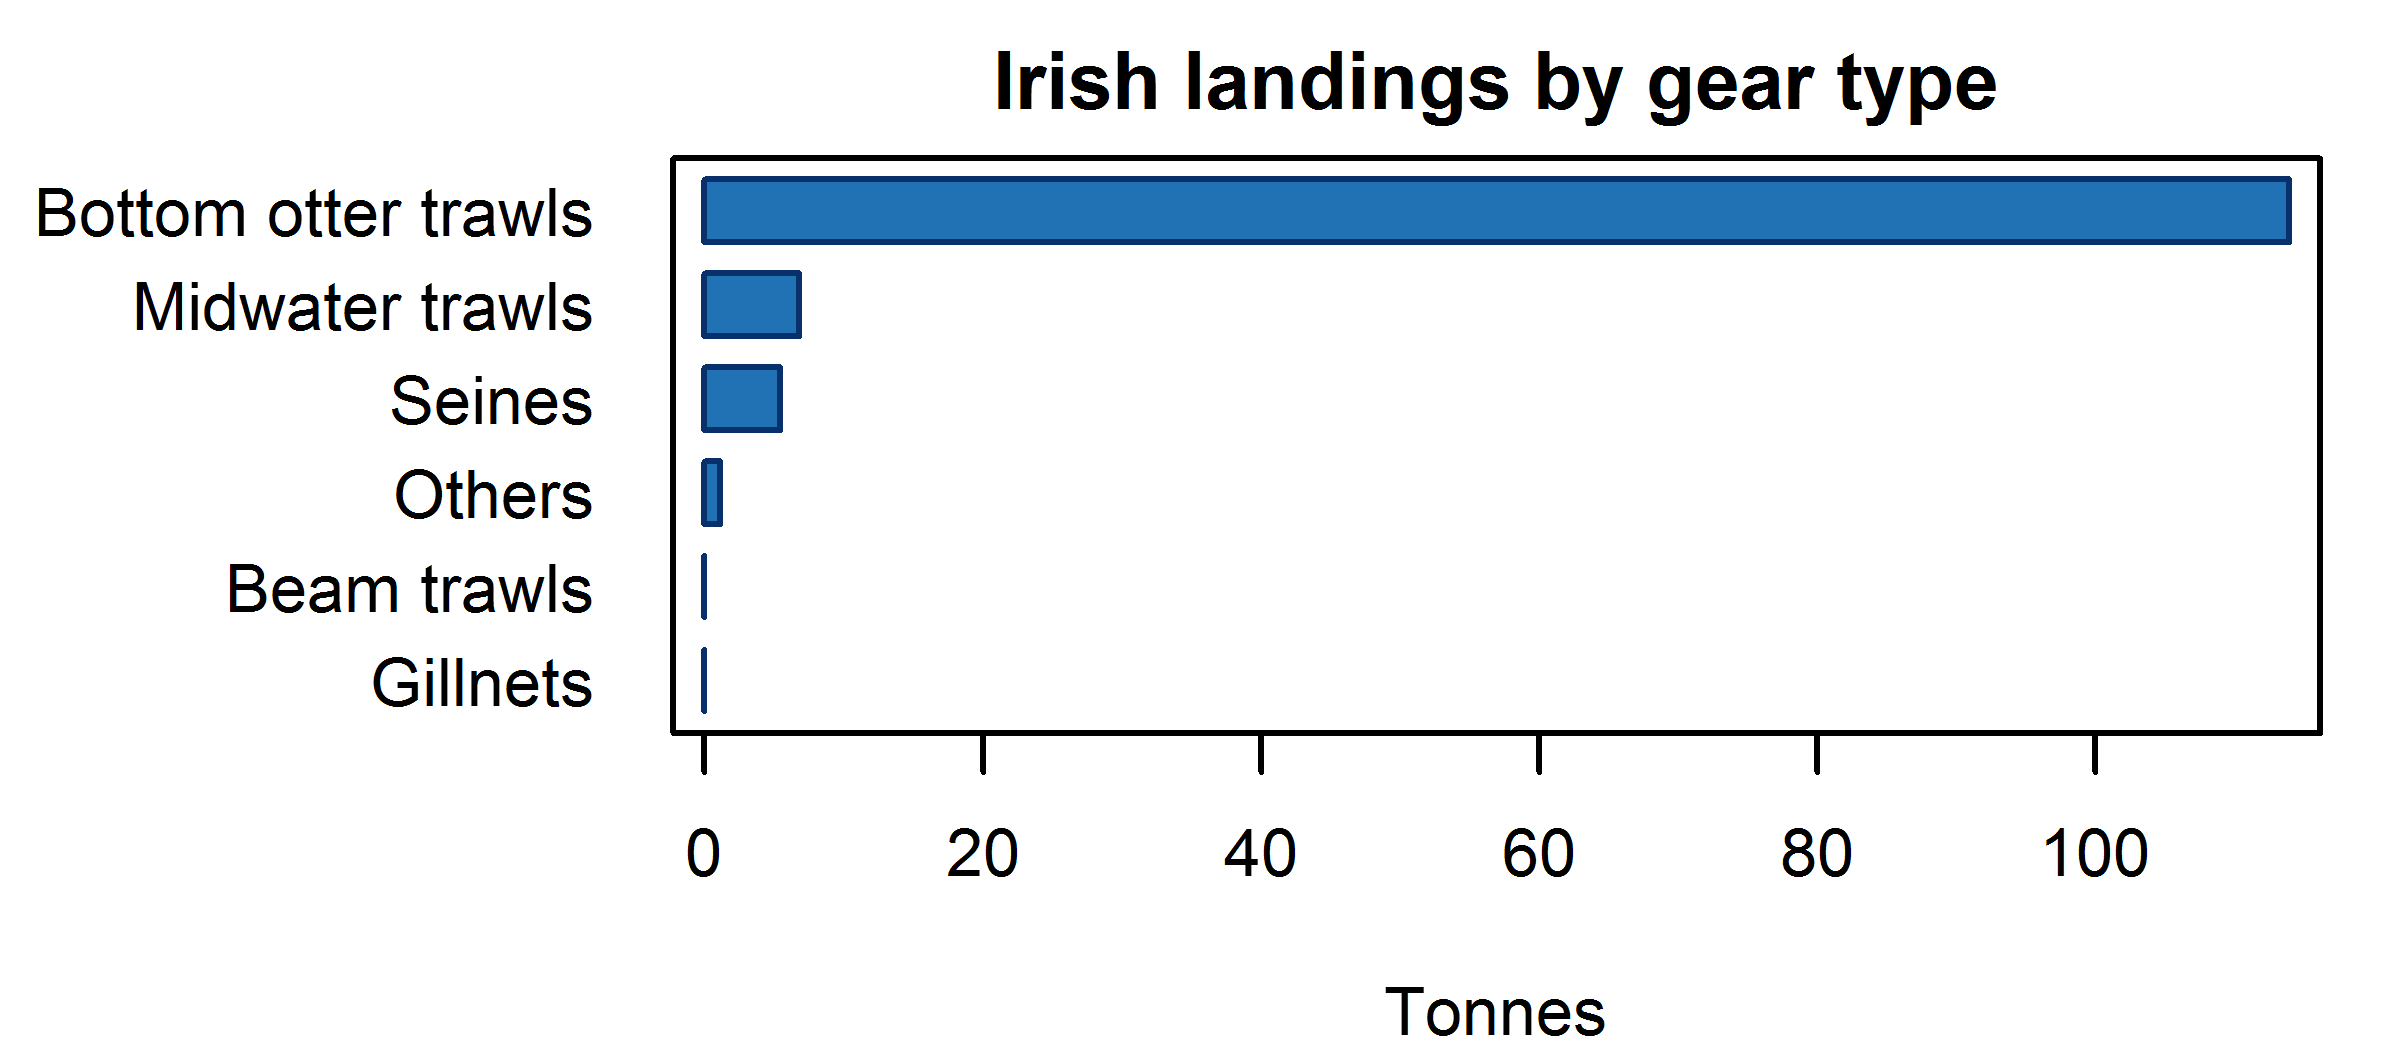 Irish landings by gear type
Bottom otter trawls
Midwater trawls
Seines
Others
Beam trawls
Gillnets
0 20 40 60 80 100
Tonnes